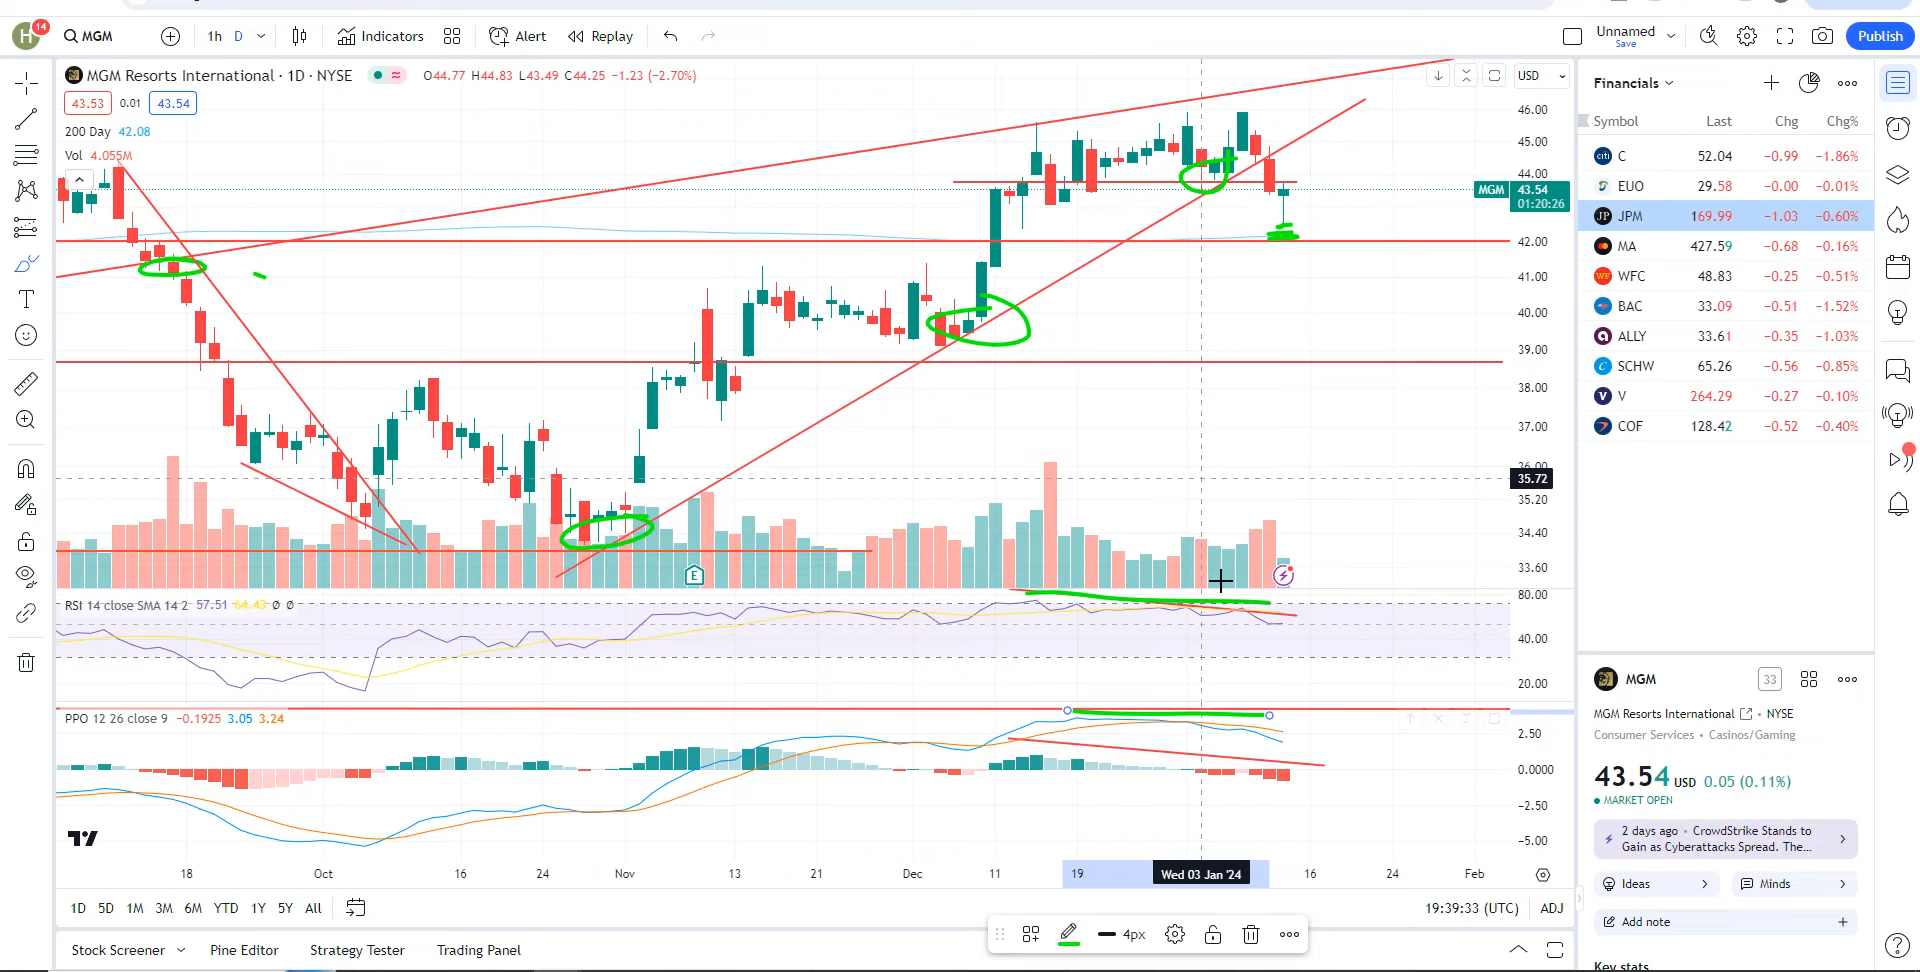 H
14
MGM
1h D
Indicators
Alert
Replay
Unnamed
Save
Publish
MGM Resorts International · 1D · NYSE
O44.77 H44.83 L43.49 C44.25 −1.23 (−2.70%)
43.53 0.01 43.54
200 Day 42.08
Vol 4.055M
USD
46.00
45.00
44.00
MGM 43.54
01:20:26
42.00
41.00
40.00
39.00
38.00
37.00
36.00
35.72
35.20
34.40
33.60
E
RSI 14 close SMA 14 2 57.51 64.43 Ø Ø
80.00
40.00
20.00
PPO 12 26 close 9 −0.1925 3.05 3.24
2.50
0.0000
−2.50
−5.00
18 Oct 16 24 Nov 13 21 Dec 11 19 Wed 03 Jan '24 16 24 Feb
1D 5D 1M 3M 6M YTD 1Y 5Y All
19:39:33 (UTC) ADJ
4px
Stock Screener Pine Editor Strategy Tester Trading Panel
Financials
Symbol Last Chg Chg%
citi C 52.04 −0.99 −1.86%
EUO 29.58 −0.00 −0.01%
JP JPM 169.99 −1.03 −0.60%
MA 427.59 −0.68 −0.16%
WF WFC 48.83 −0.25 −0.51%
BAC 33.09 −0.51 −1.52%
ALLY 33.61 −0.35 −1.03%
SCHW 65.26 −0.56 −0.85%
V V 264.29 −0.27 −0.10%
COF 128.42 −0.52 −0.40%
MGM
33
MGM Resorts International • NYSE
Consumer Services • Casinos/Gaming
43.54 USD 0.05 (0.11%)
MARKET OPEN
2 days ago • CrowdStrike Stands to
Gain as Cyberattacks Spread. The...
Ideas
Minds
Add note
Key stats